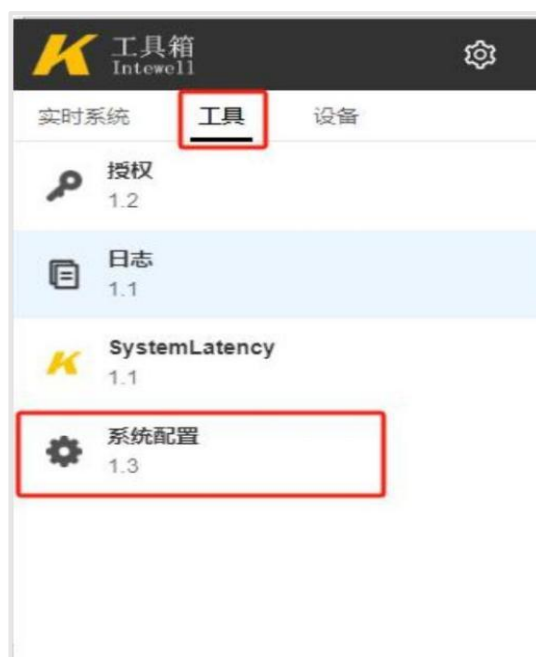 工具箱
Intewell
实时系统 工具 设备
授权
1.2
日志
1.1
SystemLatency
1.1
系统配置
1.3